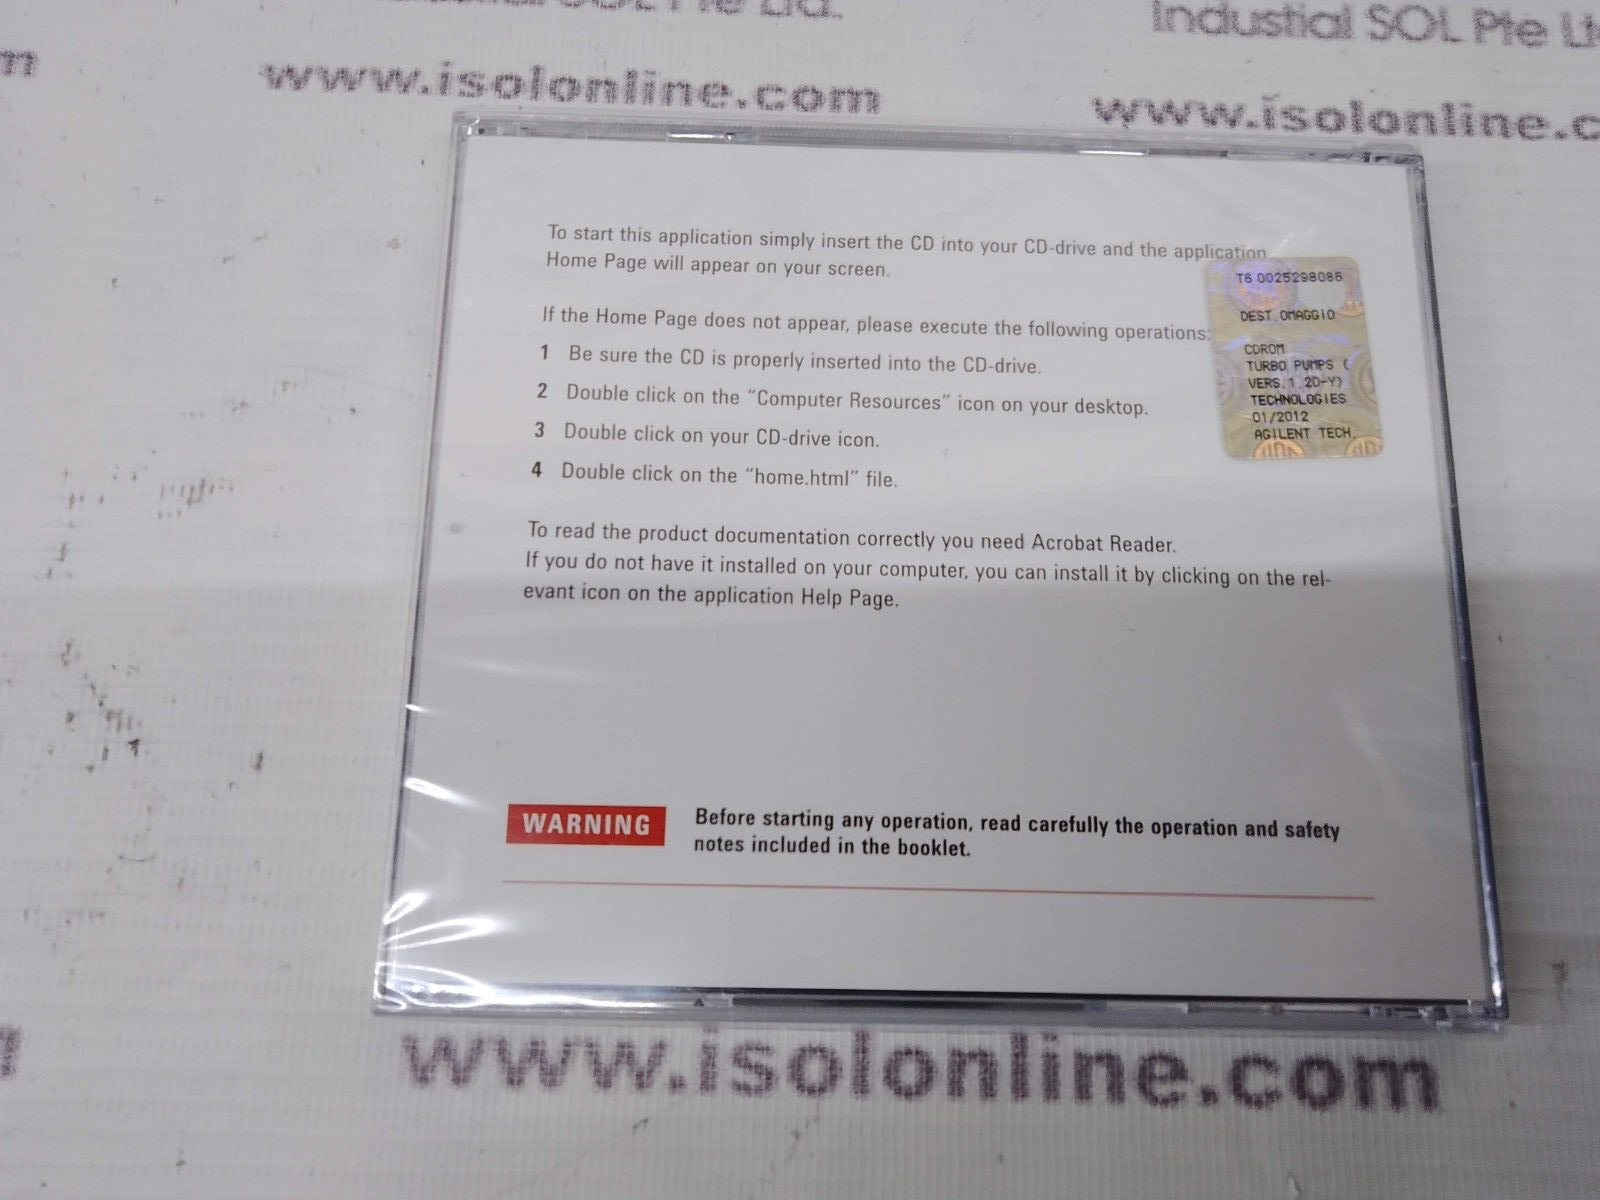 Industial SOL Pte
www.isolonline.com
www.isolonline.c
To start this application simply insert the CD into your CD-drive and the application
Home Page will appear on your screen.
If the Home Page does not appear, please execute the following operations:
1 Be sure the CD is properly inserted into the CD-drive.
2 Double click on the "Computer Resources" icon on your desktop.
3 Double click on your CD-drive icon.
4 Double click on the "home.html" file.
To read the product documentation correctly you need Acrobat Reader.
If you do not have it installed on your computer, you can install it by clicking on the rel-
evant icon on the application Help Page.
T6 0025298086
DEST.OMAGGIO
CDROM
TURBO PUMPS (
VERS.1.20-Y)
TECHNOLOGIES
01/2012
AGILENT TECH.
WARNING
Before starting any operation, read carefully the operation and safety
notes included in the booklet.
www.isolonline.com